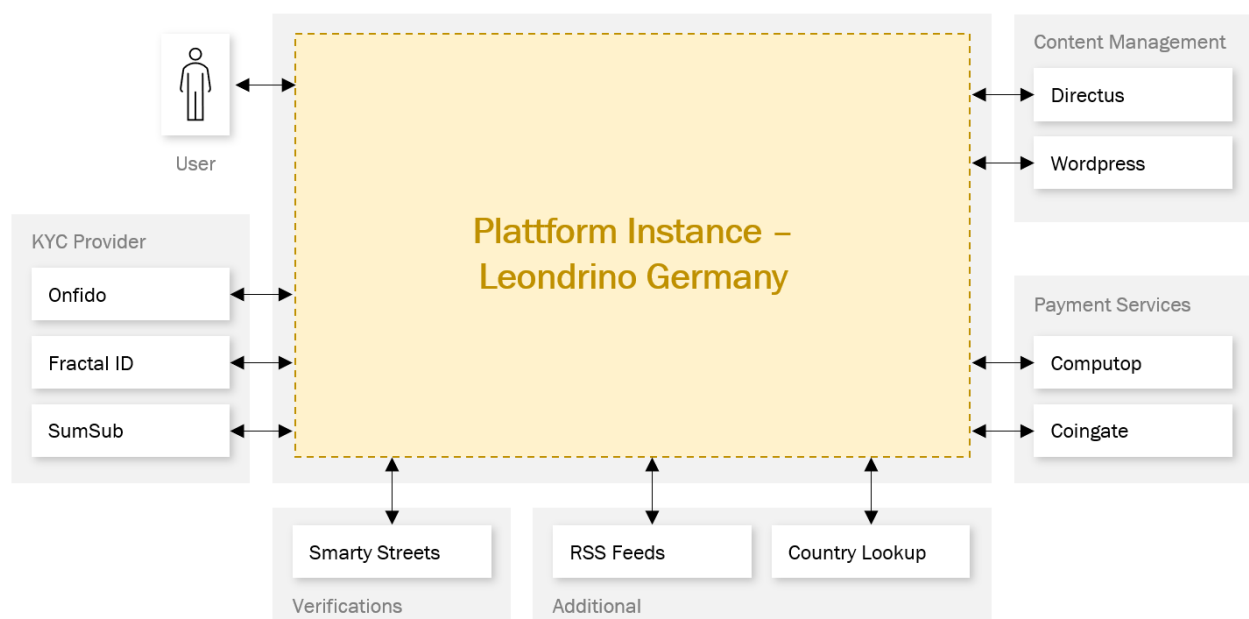 User
KYC Provider
Onfido
Fractal ID
SumSub
Plattform Instance –
Leondrino Germany
Content Management
Directus
Wordpress
Payment Services
Computop
Coingate
Smarty Streets
Verifications
RSS Feeds
Country Lookup
Additional